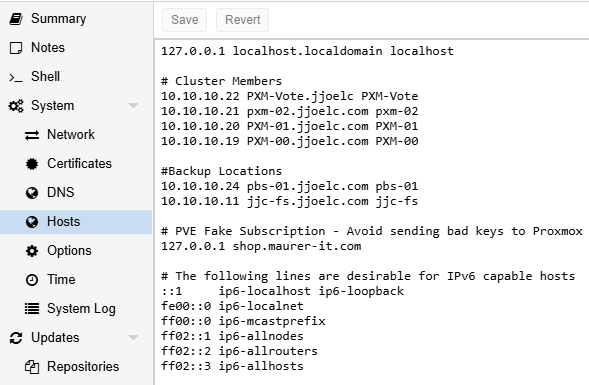 Summary
Notes
Shell
System
Network
Certificates
DNS
Hosts
Options
Time
System Log
Updates
Repositories
Save Revert
127.0.0.1 localhost.localdomain localhost
# Cluster Members
10.10.10.22 PXM-Vote.jjoelc PXM-Vote
10.10.10.21 pxm-02.jjoelc.com pxm-02
10.10.10.20 PXM-01.jjoelc.com PXM-01
10.10.10.19 PXM-00.jjoelc.com PXM-00
#Backup Locations
10.10.10.24 pbs-01.jjoelc.com pbs-01
10.10.10.11 jjc-fs.jjoelc.com jjc-fs
# PVE Fake Subscription - Avoid sending bad keys to Proxmox
127.0.0.1 shop.maurer-it.com
# The following lines are desirable for IPv6 capable hosts
::1 ip6-localhost ip6-loopback
fe00::0 ip6-localnet
ff00::0 ip6-mcastprefix
ff02::1 ip6-allnodes
ff02::2 ip6-allrouters
ff02::3 ip6-allhosts